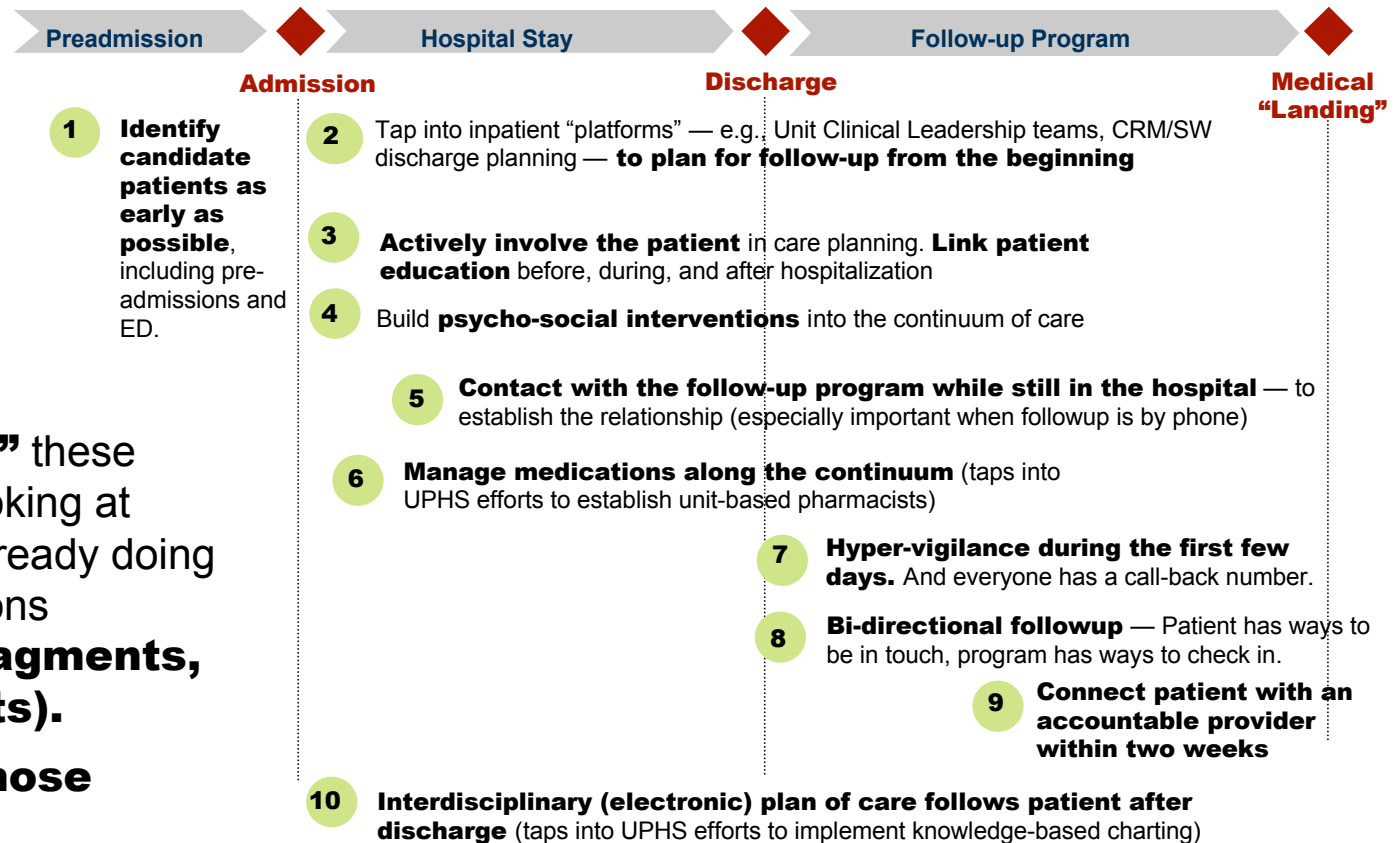 Preadmission
Hospital Stay
Follow-up Program
Admission
Discharge
Medical
“Landing”
1
Identify
candidate
patients as
early as
possible,
including pre-
admissions and
ED.
2
Tap into inpatient “platforms” — e.g., Unit Clinical Leadership teams, CRM/SW
discharge planning — to plan for follow-up from the beginning
3
Actively involve the patient in care planning. Link patient
education before, during, and after hospitalization
4
Build psycho-social interventions into the continuum of care
5
Contact with the follow-up program while still in the hospital — to
establish the relationship (especially important when followup is by phone)
6
Manage medications along the continuum (taps into
UPHS efforts to establish unit-based pharmacists)
7
Hyper-vigilance during the first few
days. And everyone has a call-back number.
8
Bi-directional followup — Patient has ways to
be in touch, program has ways to check in.
9
Connect patient with an
accountable provider
within two weeks
10
Interdisciplinary (electronic) plan of care follows patient after
discharge (taps into UPHS efforts to implement knowledge-based charting)
” these
oking at
ready doing
ons
agments,
ts).
hose